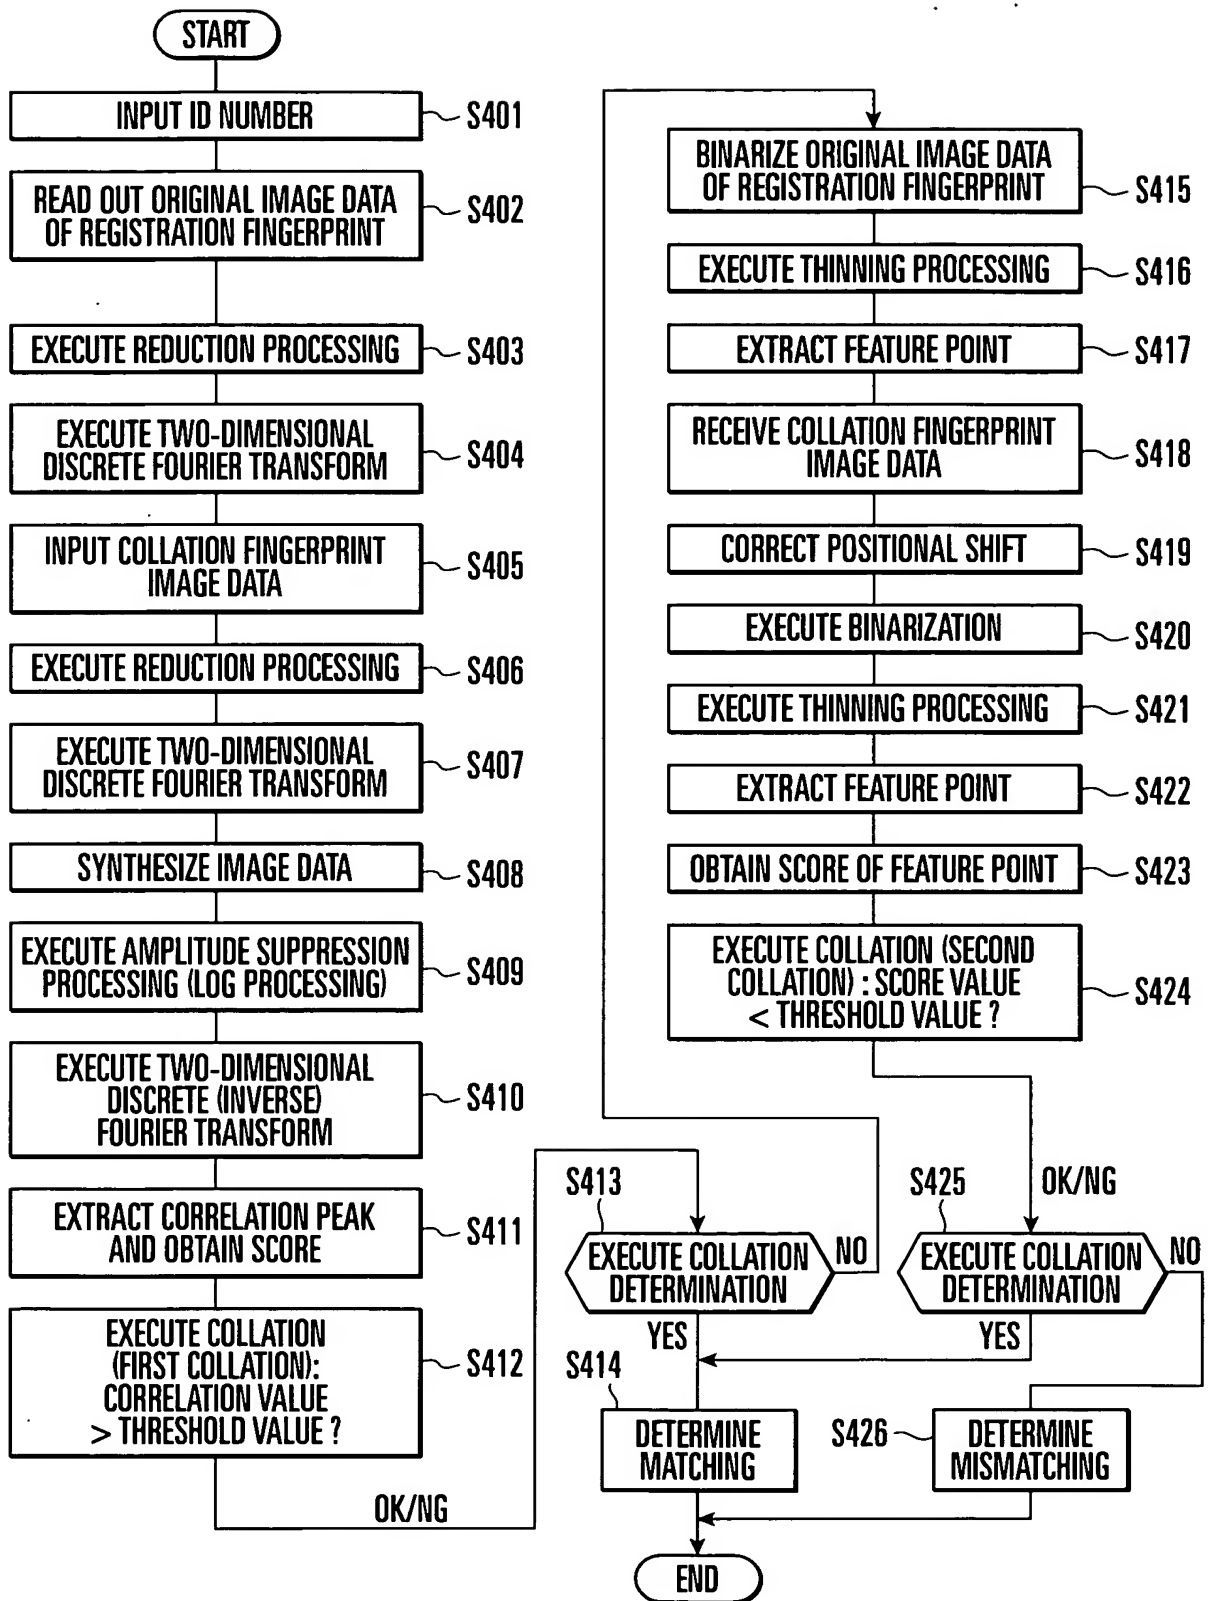 START
INPUT ID NUMBER
S401
READ OUT ORIGINAL IMAGE DATA
OF REGISTRATION FINGERPRINT
S402
EXECUTE REDUCTION PROCESSING
S403
EXECUTE TWO-DIMENSIONAL
DISCRETE FOURIER TRANSFORM
S404
INPUT COLLATION FINGERPRINT
IMAGE DATA
S405
EXECUTE REDUCTION PROCESSING
S406
EXECUTE TWO-DIMENSIONAL
DISCRETE FOURIER TRANSFORM
S407
SYNTHESIZE IMAGE DATA
S408
EXECUTE AMPLITUDE SUPPRESSION
PROCESSING (LOG PROCESSING)
S409
EXECUTE TWO-DIMENSIONAL
DISCRETE (INVERSE)
FOURIER TRANSFORM
S410
EXTRACT CORRELATION PEAK
AND OBTAIN SCORE
S411
EXECUTE COLLATION
(FIRST COLLATION):
CORRELATION VALUE
> THRESHOLD VALUE ?
S412
OK/NG
S413
EXECUTE COLLATION
DETERMINATION
NO
YES
S414
DETERMINE
MATCHING
BINARIZE ORIGINAL IMAGE DATA
OF REGISTRATION FINGERPRINT
S415
EXECUTE THINNING PROCESSING
S416
EXTRACT FEATURE POINT
S417
RECEIVE COLLATION FINGERPRINT
IMAGE DATA
S418
CORRECT POSITIONAL SHIFT
S419
EXECUTE BINARIZATION
S420
EXECUTE THINNING PROCESSING
S421
EXTRACT FEATURE POINT
S422
OBTAIN SCORE OF FEATURE POINT
S423
EXECUTE COLLATION (SECOND
COLLATION) : SCORE VALUE
< THRESHOLD VALUE ?
S424
OK/NG
S425
EXECUTE COLLATION
DETERMINATION
NO
YES
S426
DETERMINE
MISMATCHING
END